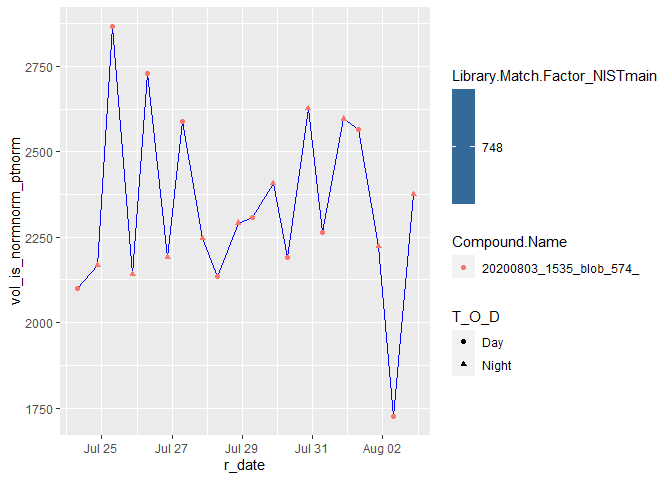 2750
2500
2250
2000
1750
vol_is_normnorm_ptnorm
Jul 25 Jul 27 Jul 29 Jul 31 Aug 02
r_date
Library.Match.Factor_NISTmain
748
Compound.Name
20200803_1535_blob_574_
T_O_D
Day
Night